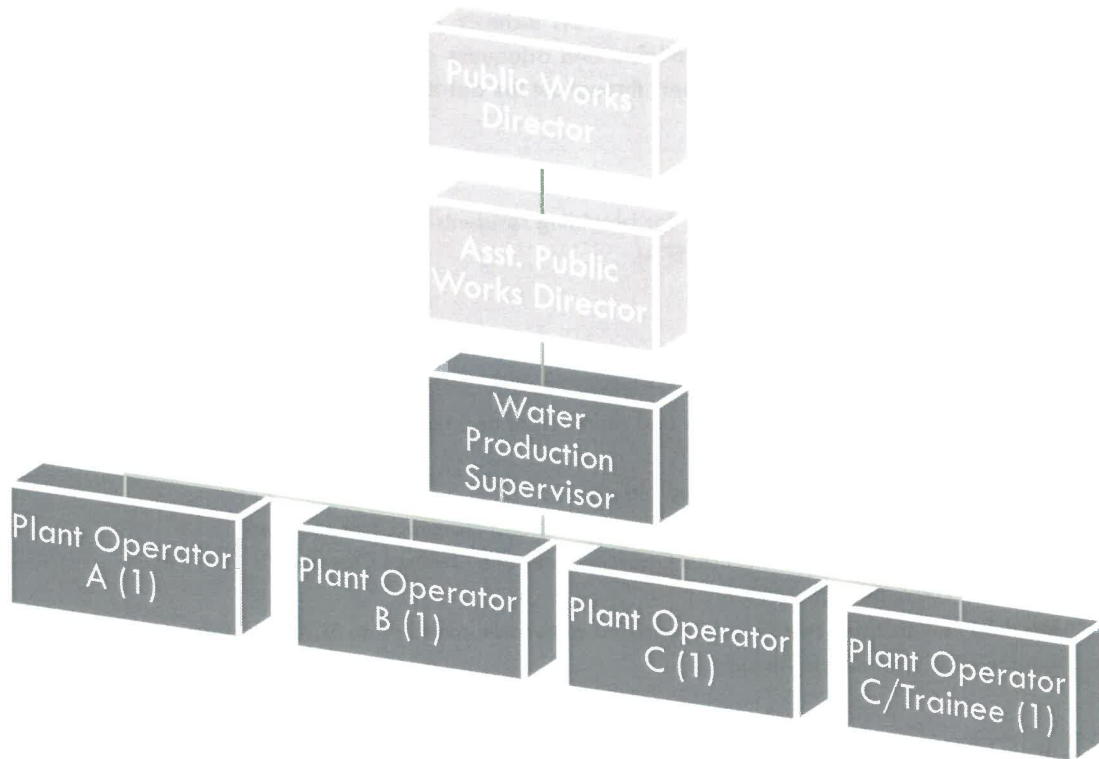 Public Works
Director
Asst. Public
Works Director
Water
Production
Supervisor
Plant Operator
A (1)
Plant Operator
B (1)
Plant Operator
C (1)
Plant Operator
C/Trainee (1)